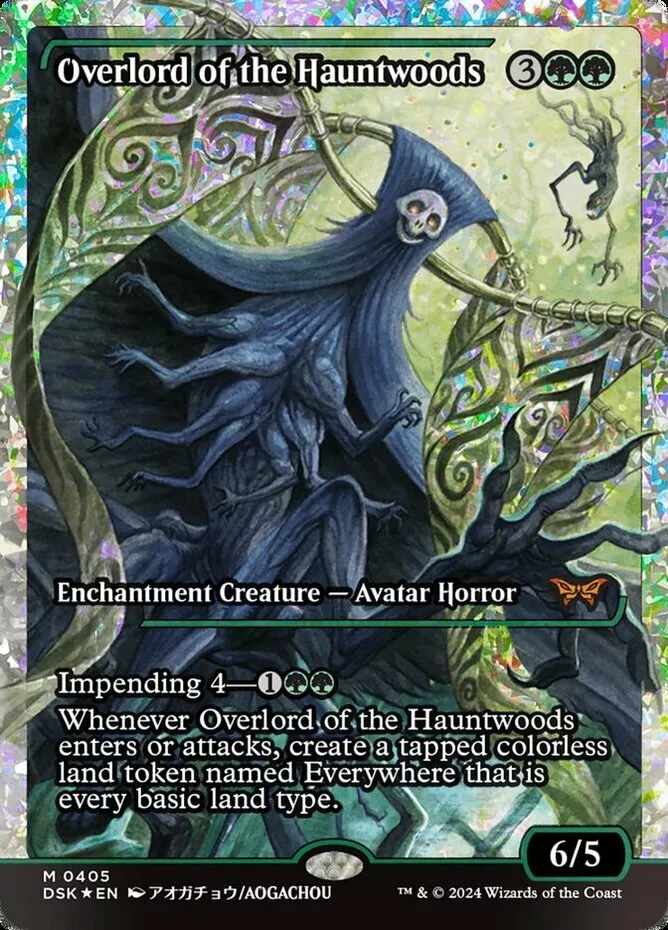 Overlord of the Hauntwoods 3
Enchantment Creature — Avatar Horror
Impending 4—1
Whenever Overlord of the Hauntwoods
enters or attacks, create a tapped colorless
land token named Everywhere that is
every basic land type.
6/5
M 0405
DSK★EN アオガチョウ/AOGACHOU
™ & © 2024 Wizards of the Coast